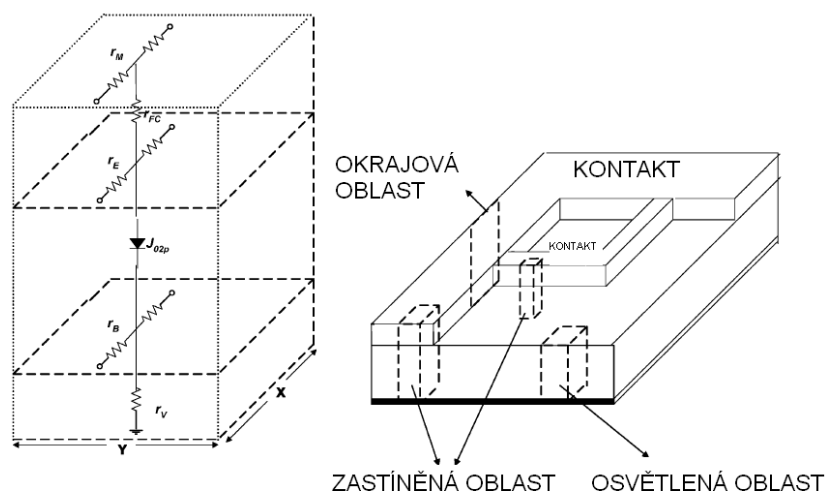 r_M
r_FC
r_E
J_02p
r_B
r_V
X
Y
OKRAJOVÁ
OBLAST
KONTAKT
KONTAKT
ZASTÍNĚNÁ OBLAST
OSVĚTLENÁ OBLAST